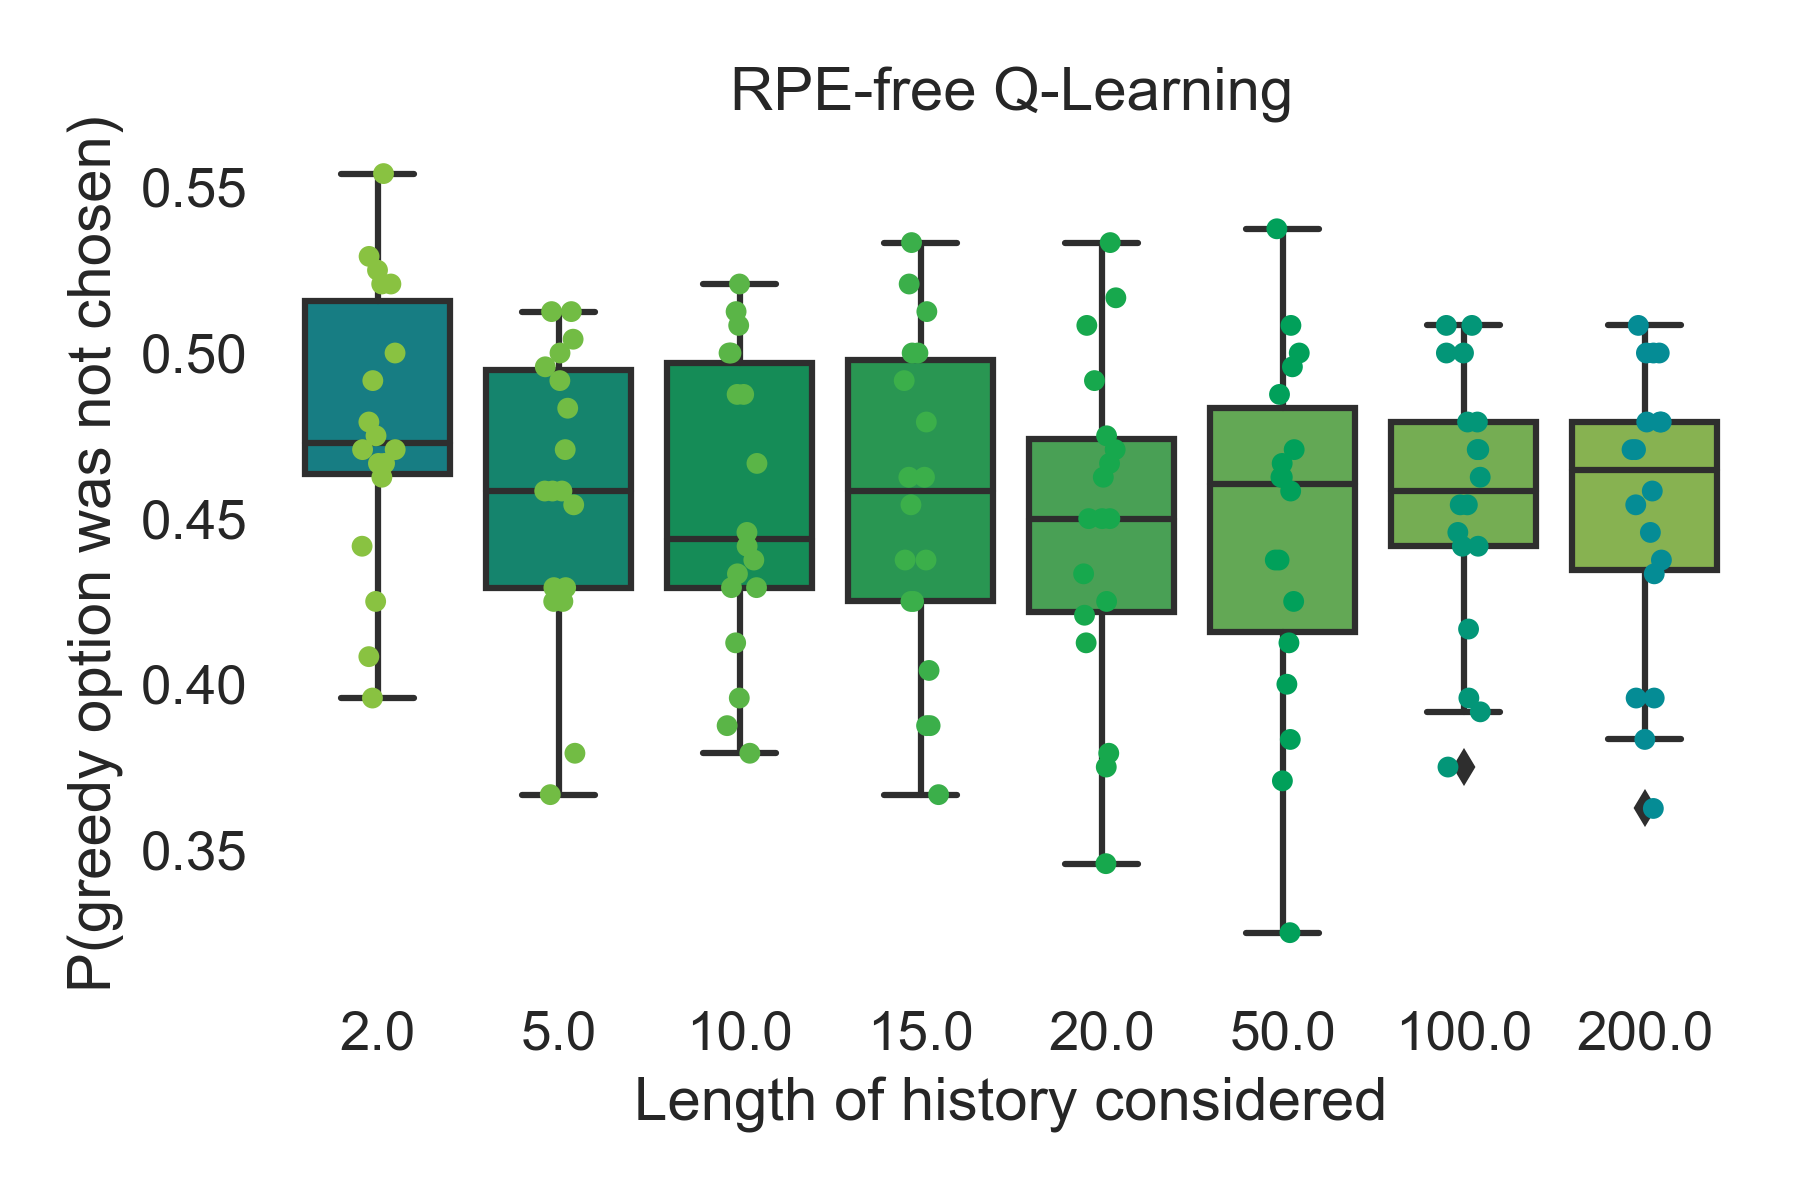 RPE-free Q-Learning
P(greedy option was not chosen)
0.55
0.50
0.45
0.40
0.35
2.0 5.0 10.0 15.0 20.0 50.0 100.0 200.0
Length of history considered